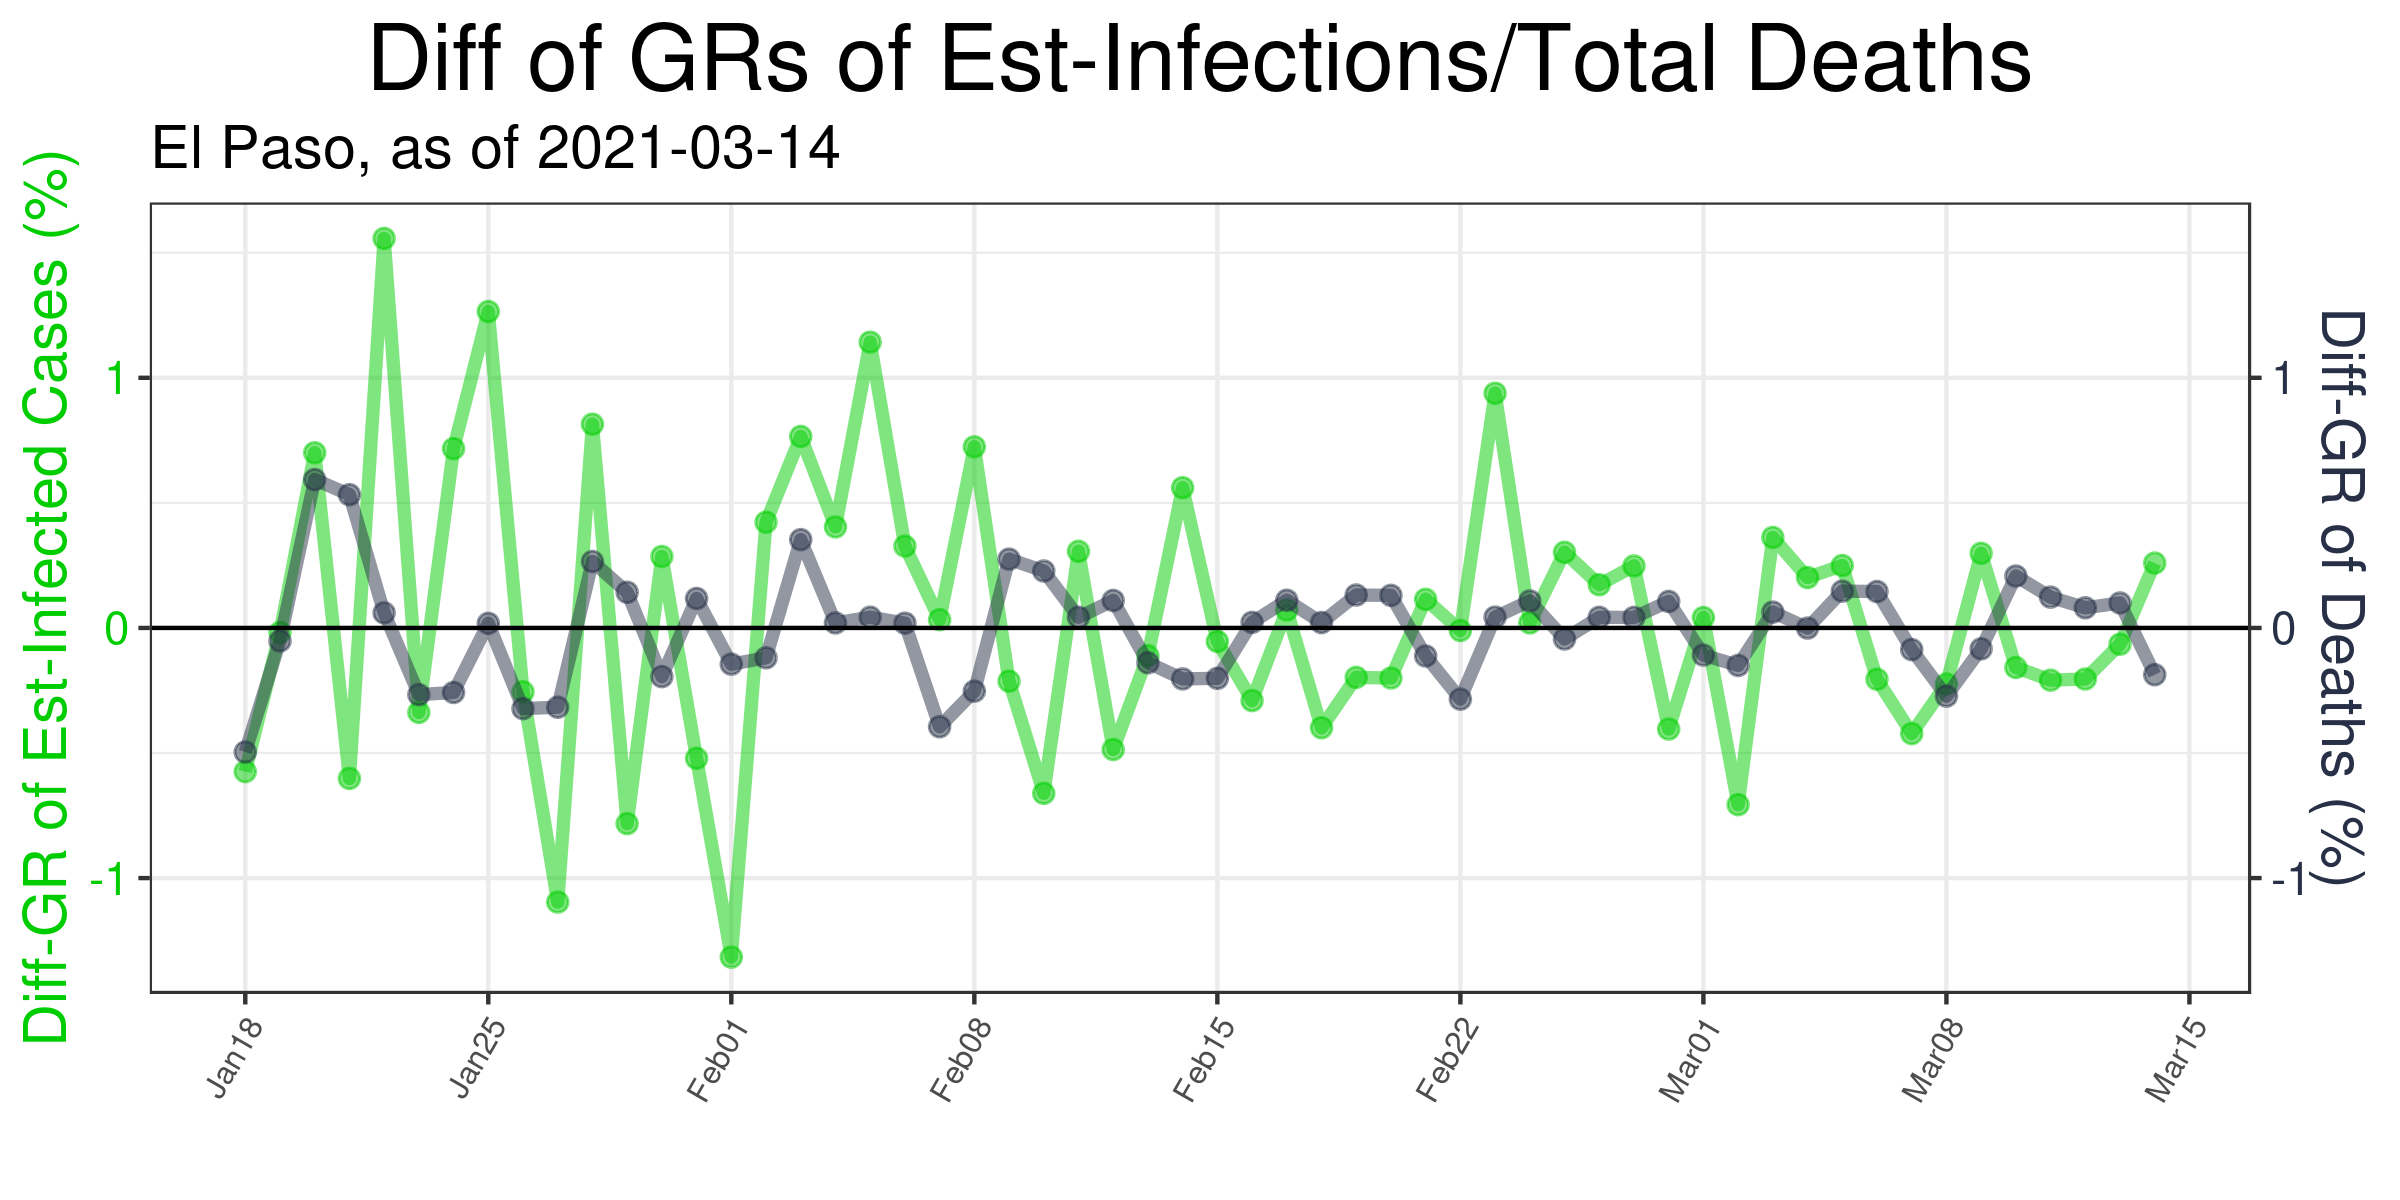 Diff of GRs of Est-Infections/Total Deaths
El Paso, as of 2021-03-14
Diff-GR of Est-Infected Cases (%)
1
0
-1
1
0
-1
Diff-GR of Deaths (%)
Jan18
Jan25
Feb01
Feb08
Feb15
Feb22
Mar01
Mar08
Mar15